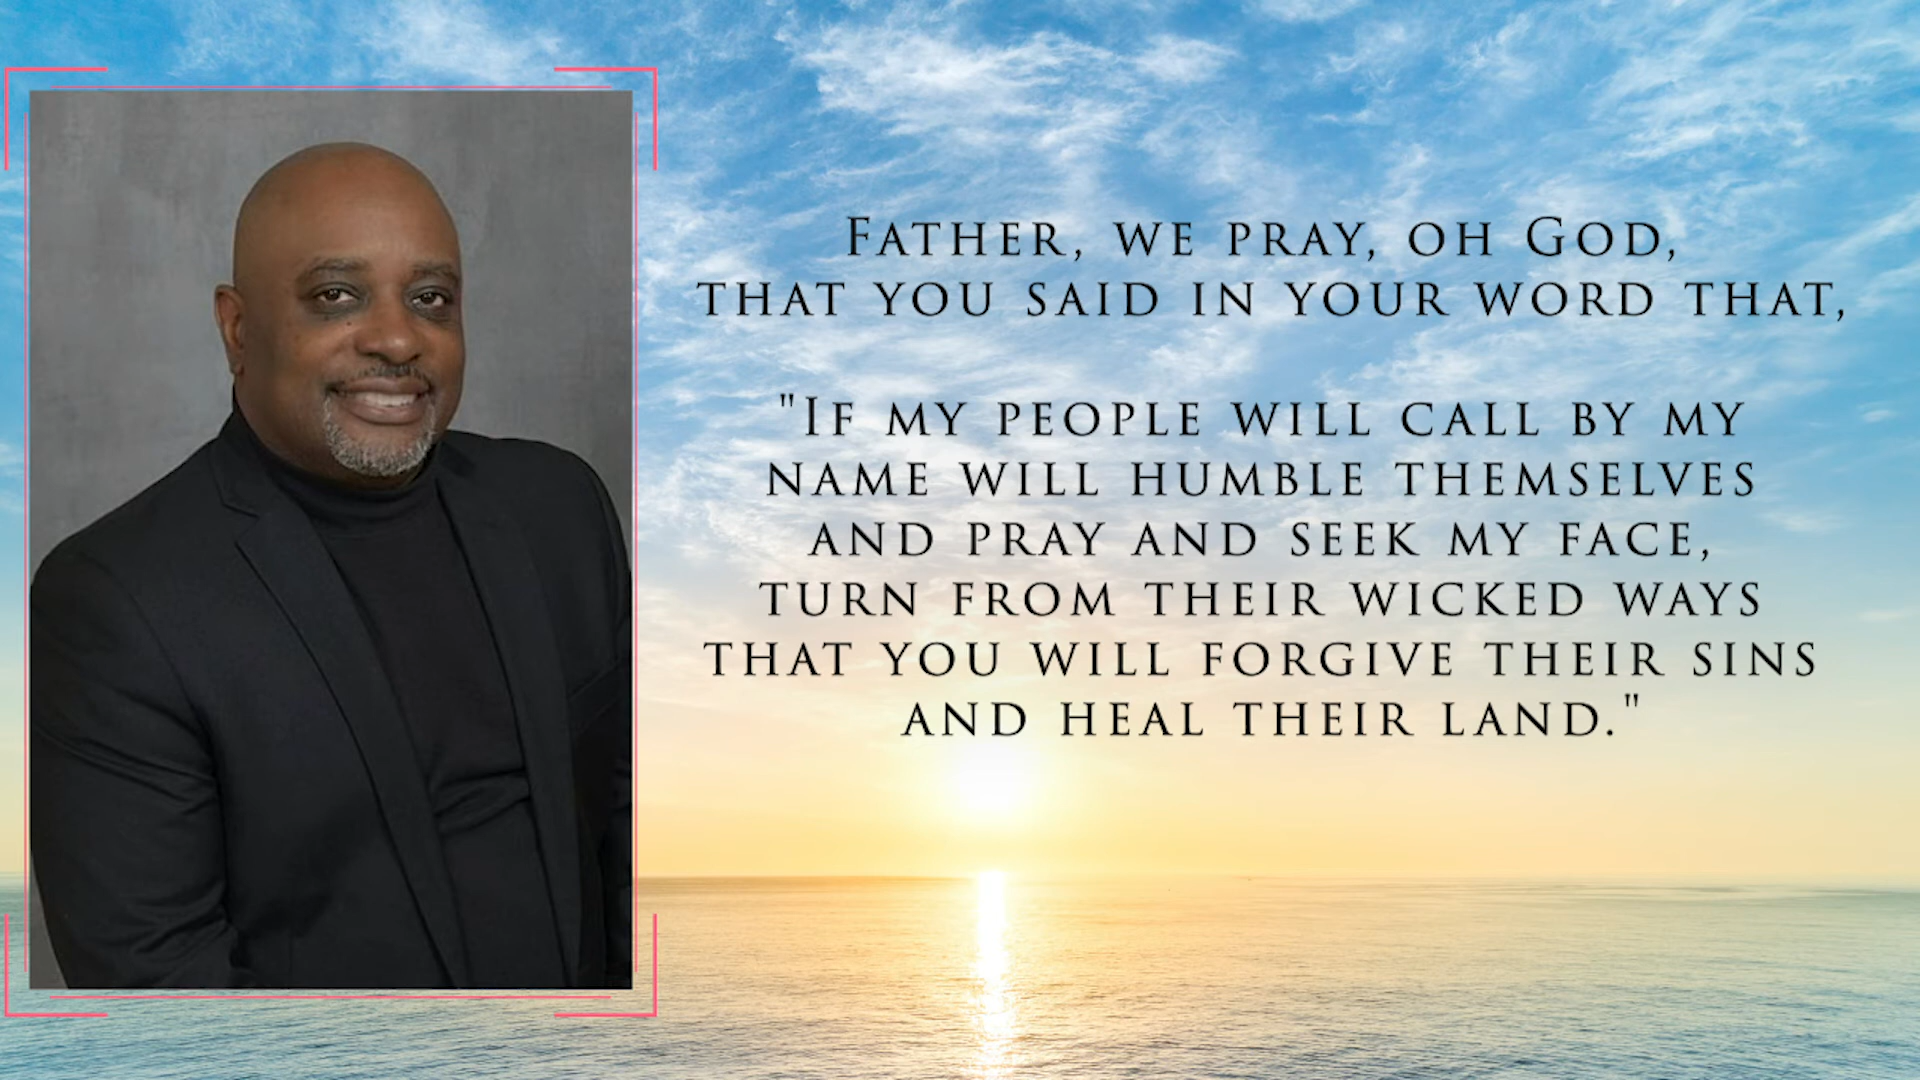 Father, we pray, oh God,
that you said in your word that,
"If my people will call by my
name will humble themselves
and pray and seek my face,
turn from their wicked ways
that you will forgive their sins
and heal their land."